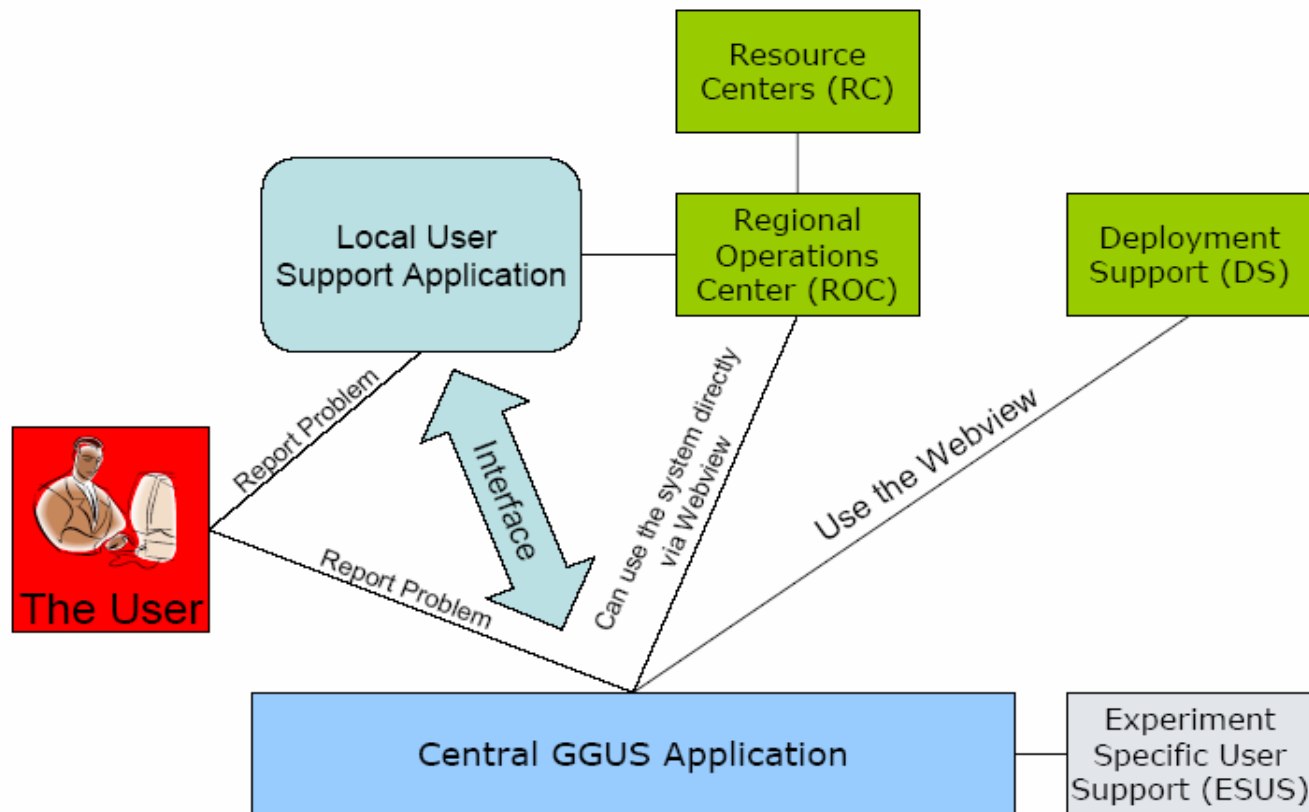 Resource
Centers (RC)
Local User
Support Application
Regional
Operations
Center (ROC)
Deployment
Support (DS)
Report Problem
Interface
Can use the system directly
via Webview
Use the Webview
The User
Report Problem
Central GGUS Application
Experiment
Specific User
Support (ESUS)